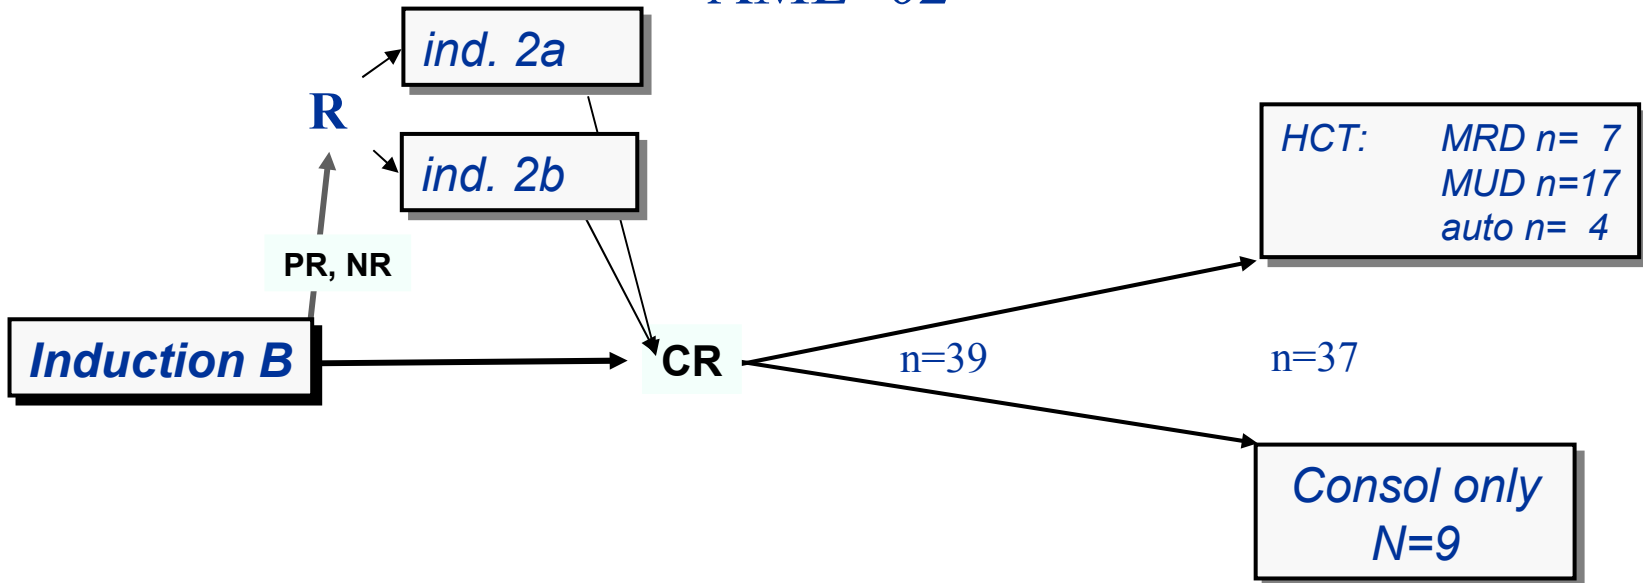 ind. 2a
R
ind. 2b
PR, NR
Induction B
CR
n=39
n=37
HCT: MRD n= 7
MUD n=17
auto n= 4
Consol only
N=9